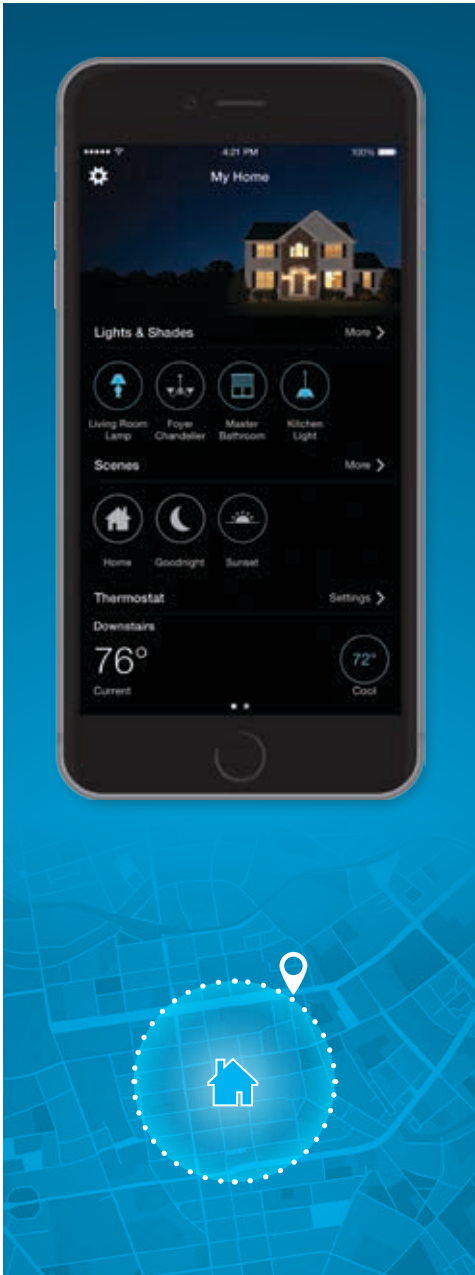 4:21 PM 100%
My Home
Lights & Shades More
Living Room Lamp
Foyer Chandelier
Master Bathroom
Kitchen Light
Scenes More
Home Goodnight Sunset
Thermostat Settings
Downstairs
76° 72°
Current Cool